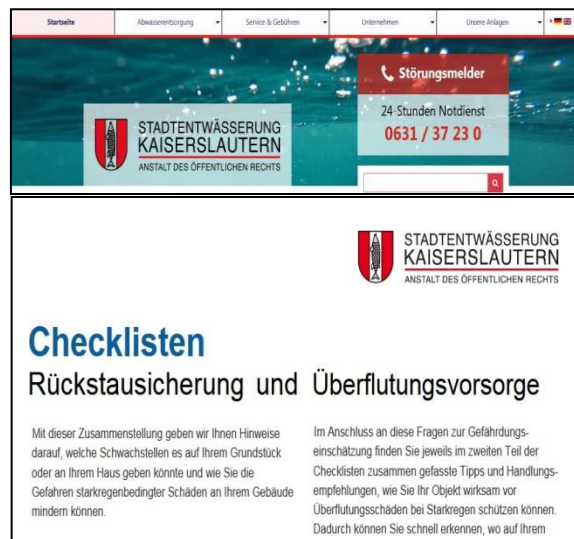 Startseite
Abwasserentsorgung
Service & Gebühren
Unternehmen
Unsere Anlagen
Störungsmelder
24-Stunden Notdienst
0631 / 37 23 0
STADTENTWÄSSERUNG
KAISERSLAUTERN
ANSTALT DES ÖFFENTLICHEN RECHTS
STADTENTWÄSSERUNG
KAISERSLAUTERN
ANSTALT DES ÖFFENTLICHEN RECHTS
Checklisten
Rückstausicherung und Überflutungsvorsorge
Mit dieser Zusammenstellung geben wir Ihnen Hinweise
darauf, welche Schwachstellen es auf Ihrem Grundstück
oder an Ihrem Haus geben könnte und wie Sie die
Gefahren starkregenbedingter Schäden an Ihrem Gebäude
mindern können.
Im Anschluss an diese Fragen zur Gefährdungs-
einschätzung finden Sie jeweils im zweiten Teil der
Checklisten zusammen gefasste Tipps und Handlungs-
empfehlungen, wie Sie Ihr Objekt wirksam vor
Überflutungsschäden bei Starkregen schützen können.
Dadurch können Sie schnell erkennen, wo auf Ihrem